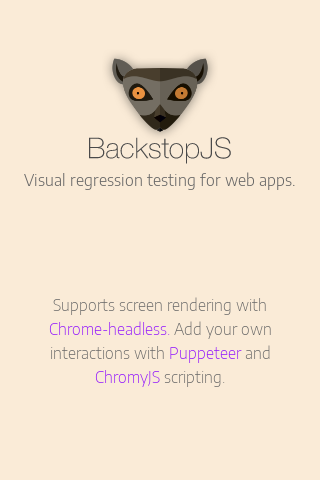 BackstopJS
Visual regression testing for web apps.
Supports screen rendering with
Chrome-headless. Add your own
interactions with Puppeteer and
ChromyJS scripting.